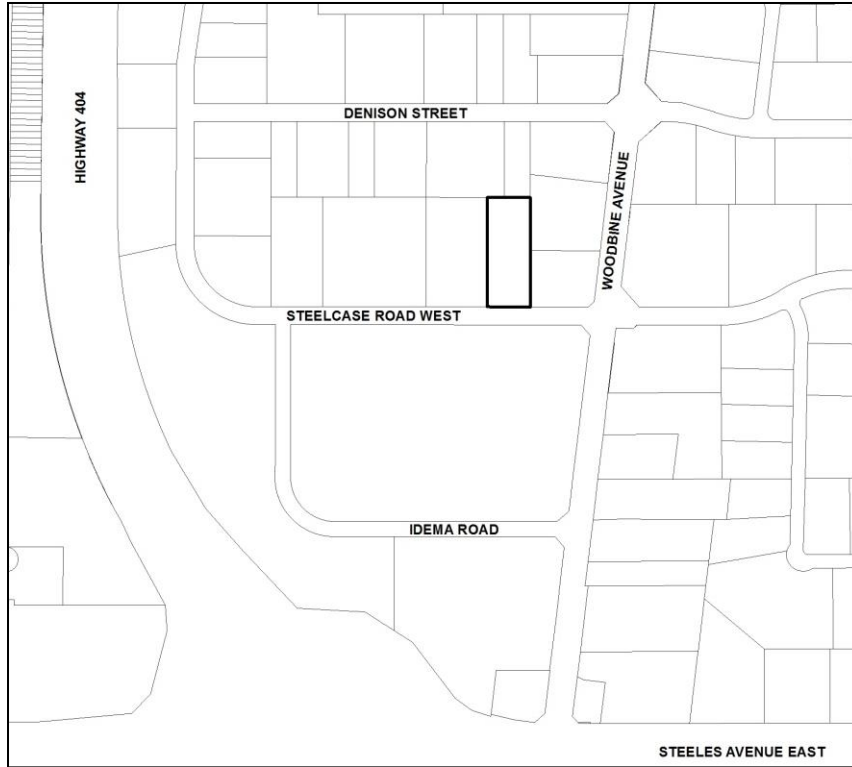 DENISON STREET
HIGHWAY 404
WOODBINE AVENUE
STEELCASE ROAD WEST
IDEMA ROAD
STEELES AVENUE EAST